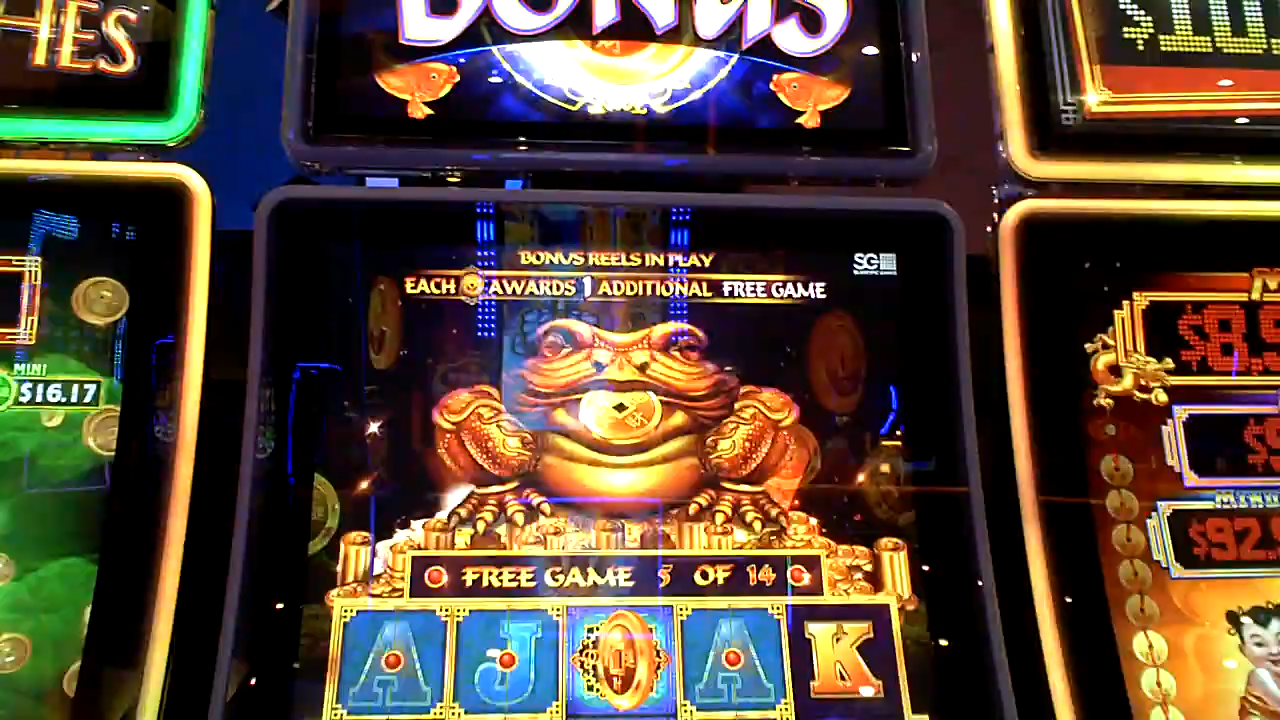 HES
BONUS
BONUS REELS IN PLAY
SG
EACH AWARDS 1 ADDITIONAL FREE GAME
MINI
$16.17
FREE GAME 5 OF 14
A J A K